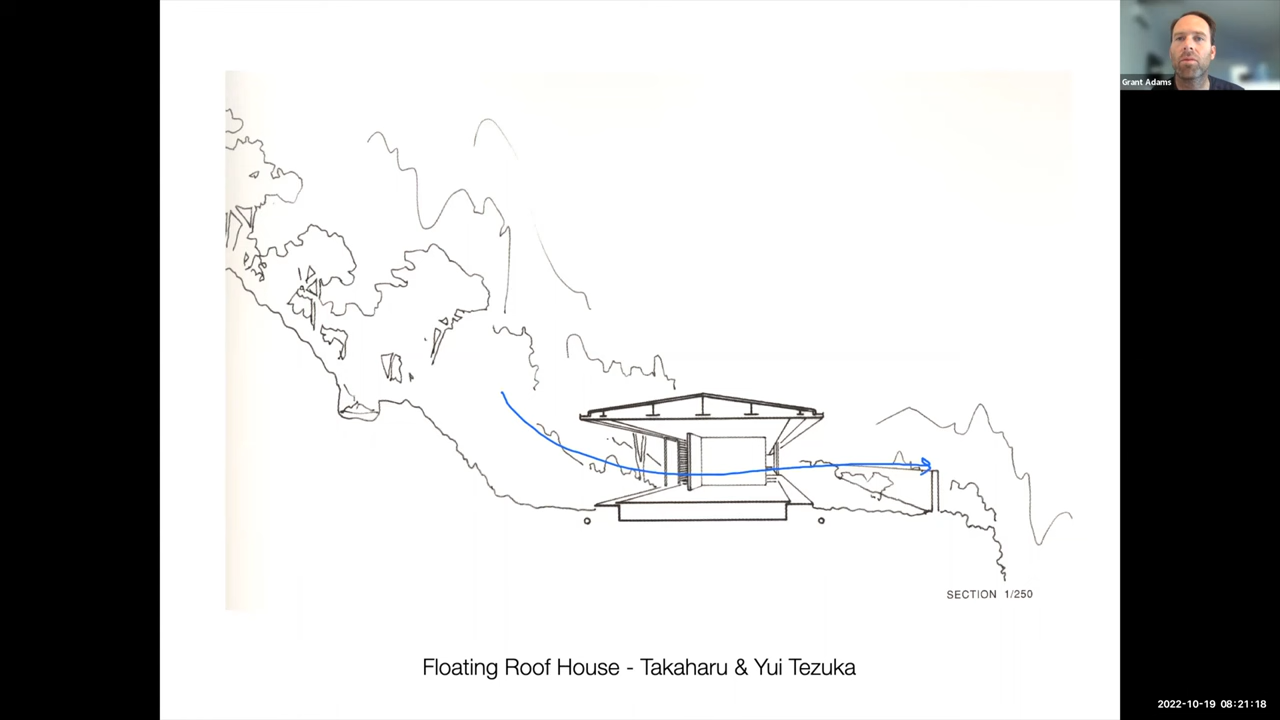 Grant Adams
SECTION 1/250
Floating Roof House - Takaharu & Yui Tezuka
2022-10-19 08:21:18